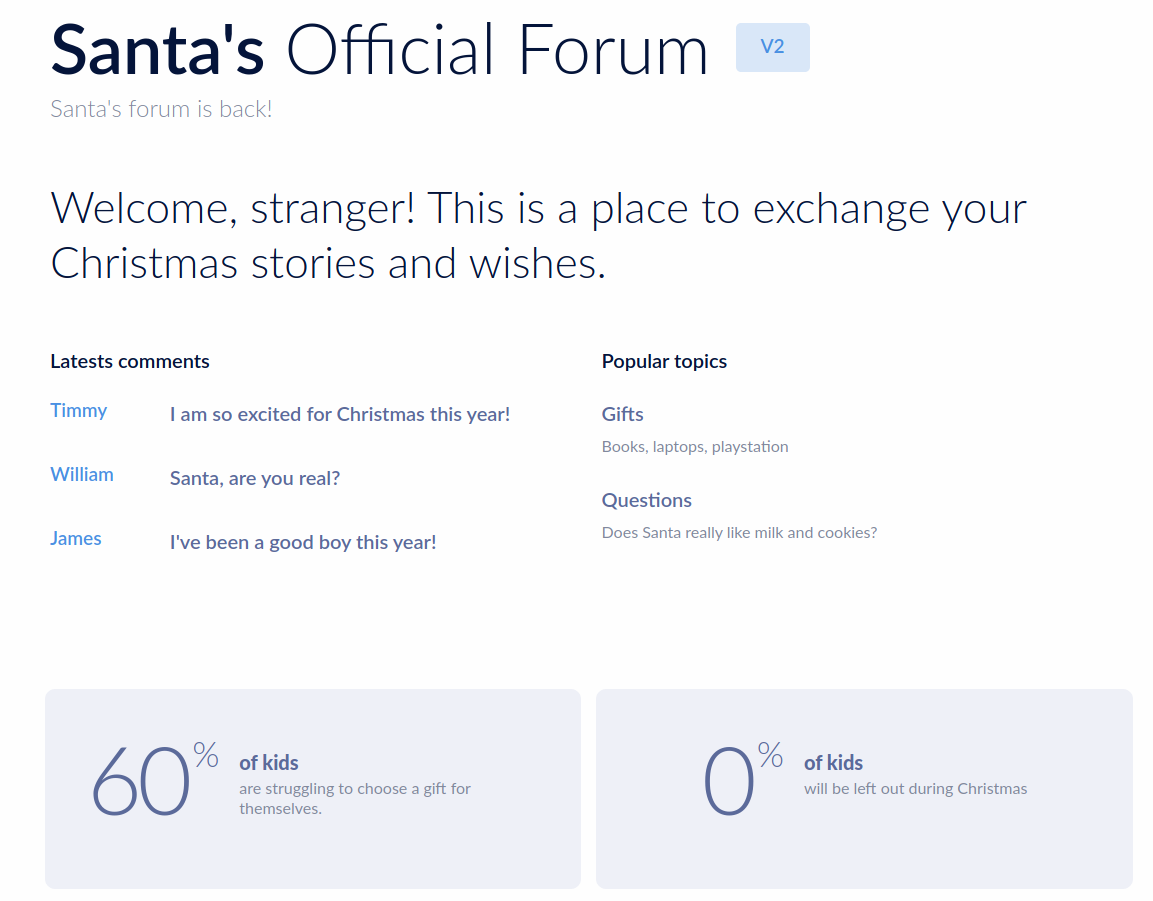 Santa's Official Forum V2
Santa's forum is back!
Welcome, stranger! This is a place to exchange your
Christmas stories and wishes.
Latests comments
Timmy I am so excited for Christmas this year!
William Santa, are you real?
James I've been a good boy this year!
Popular topics
Gifts
Books, laptops, playstation
Questions
Does Santa really like milk and cookies?
60% of kids
are struggling to choose a gift for
themselves.
0% of kids
will be left out during Christmas